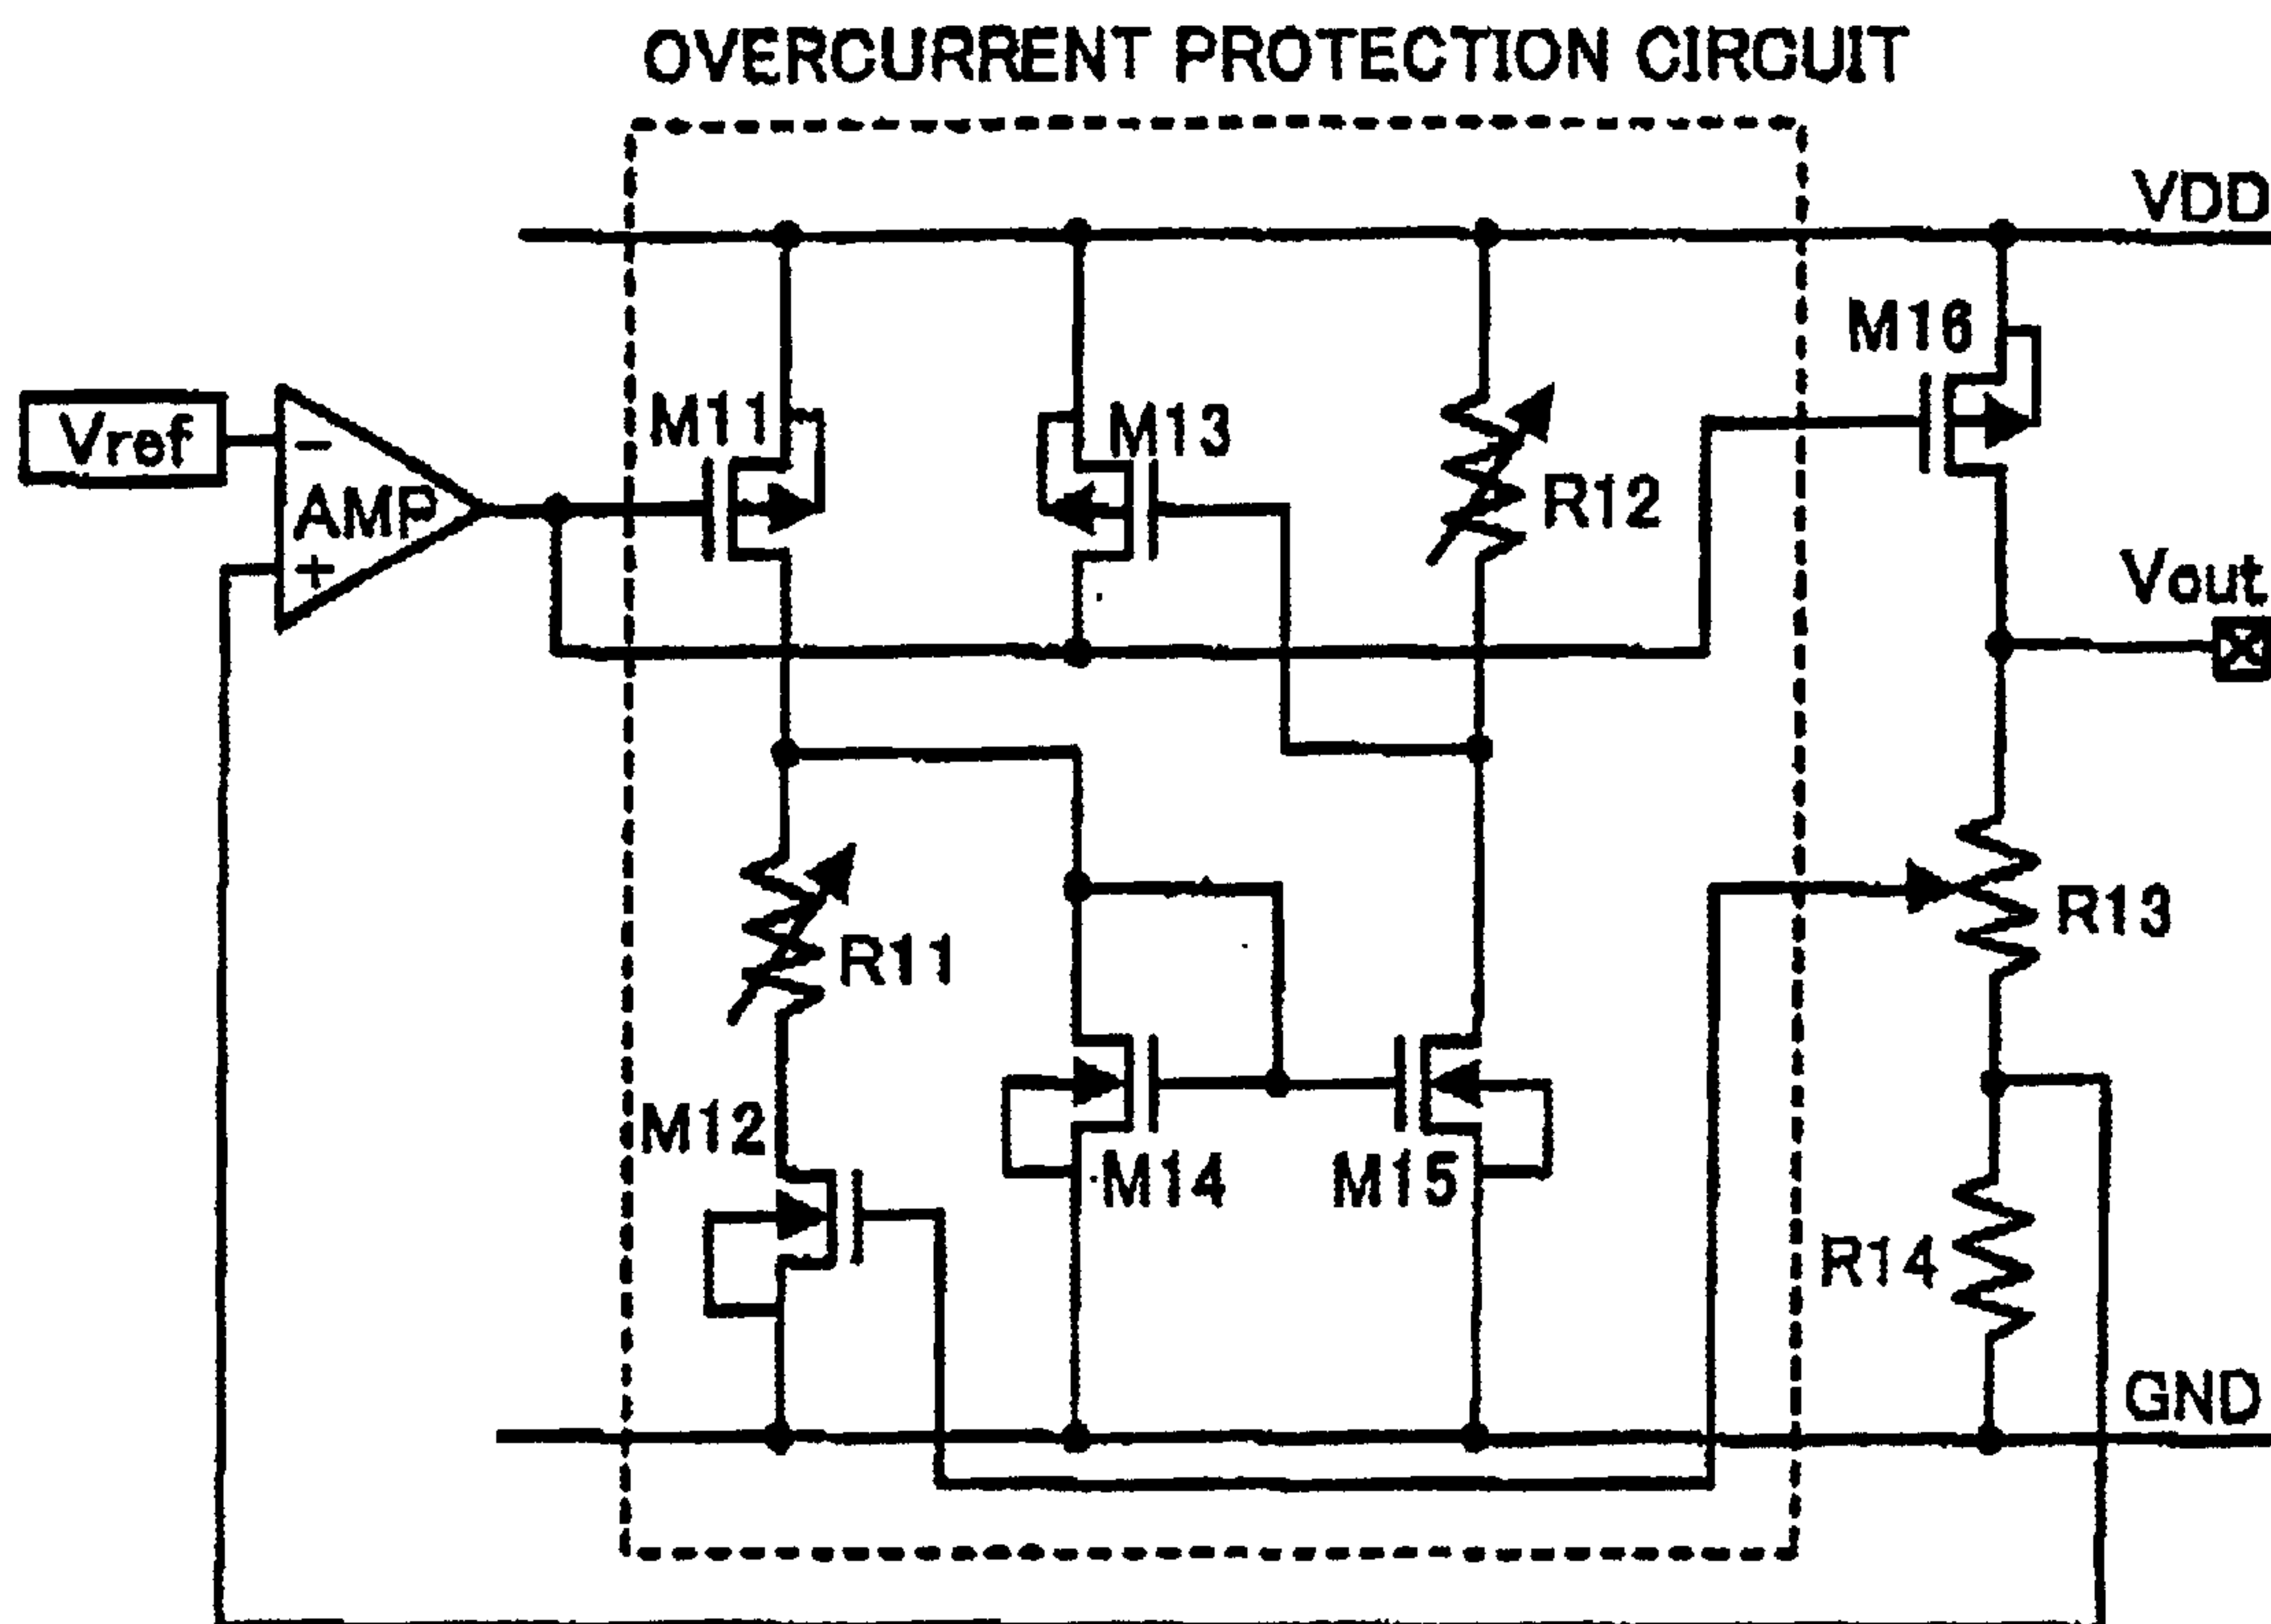 OVERCURRENT PROTECTION CIRCUIT
VDD
M16
M11
M13
Vref
−
AMP
+
R12
Vout
R13
R11
M12
M14
M15
R14
GND